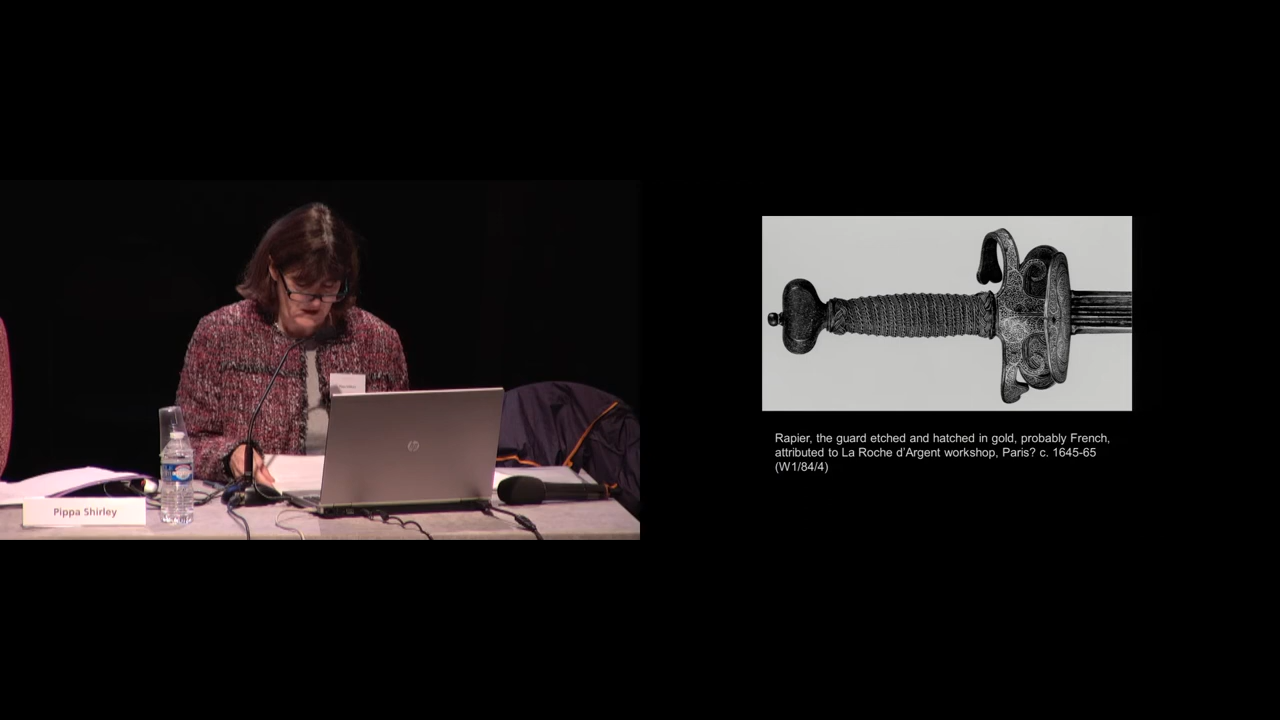 Pippa Shirley
hp
Rapier, the guard etched and hatched in gold, probably French,
attributed to La Roche d'Argent workshop, Paris? c. 1645-65
(W1/84/4)